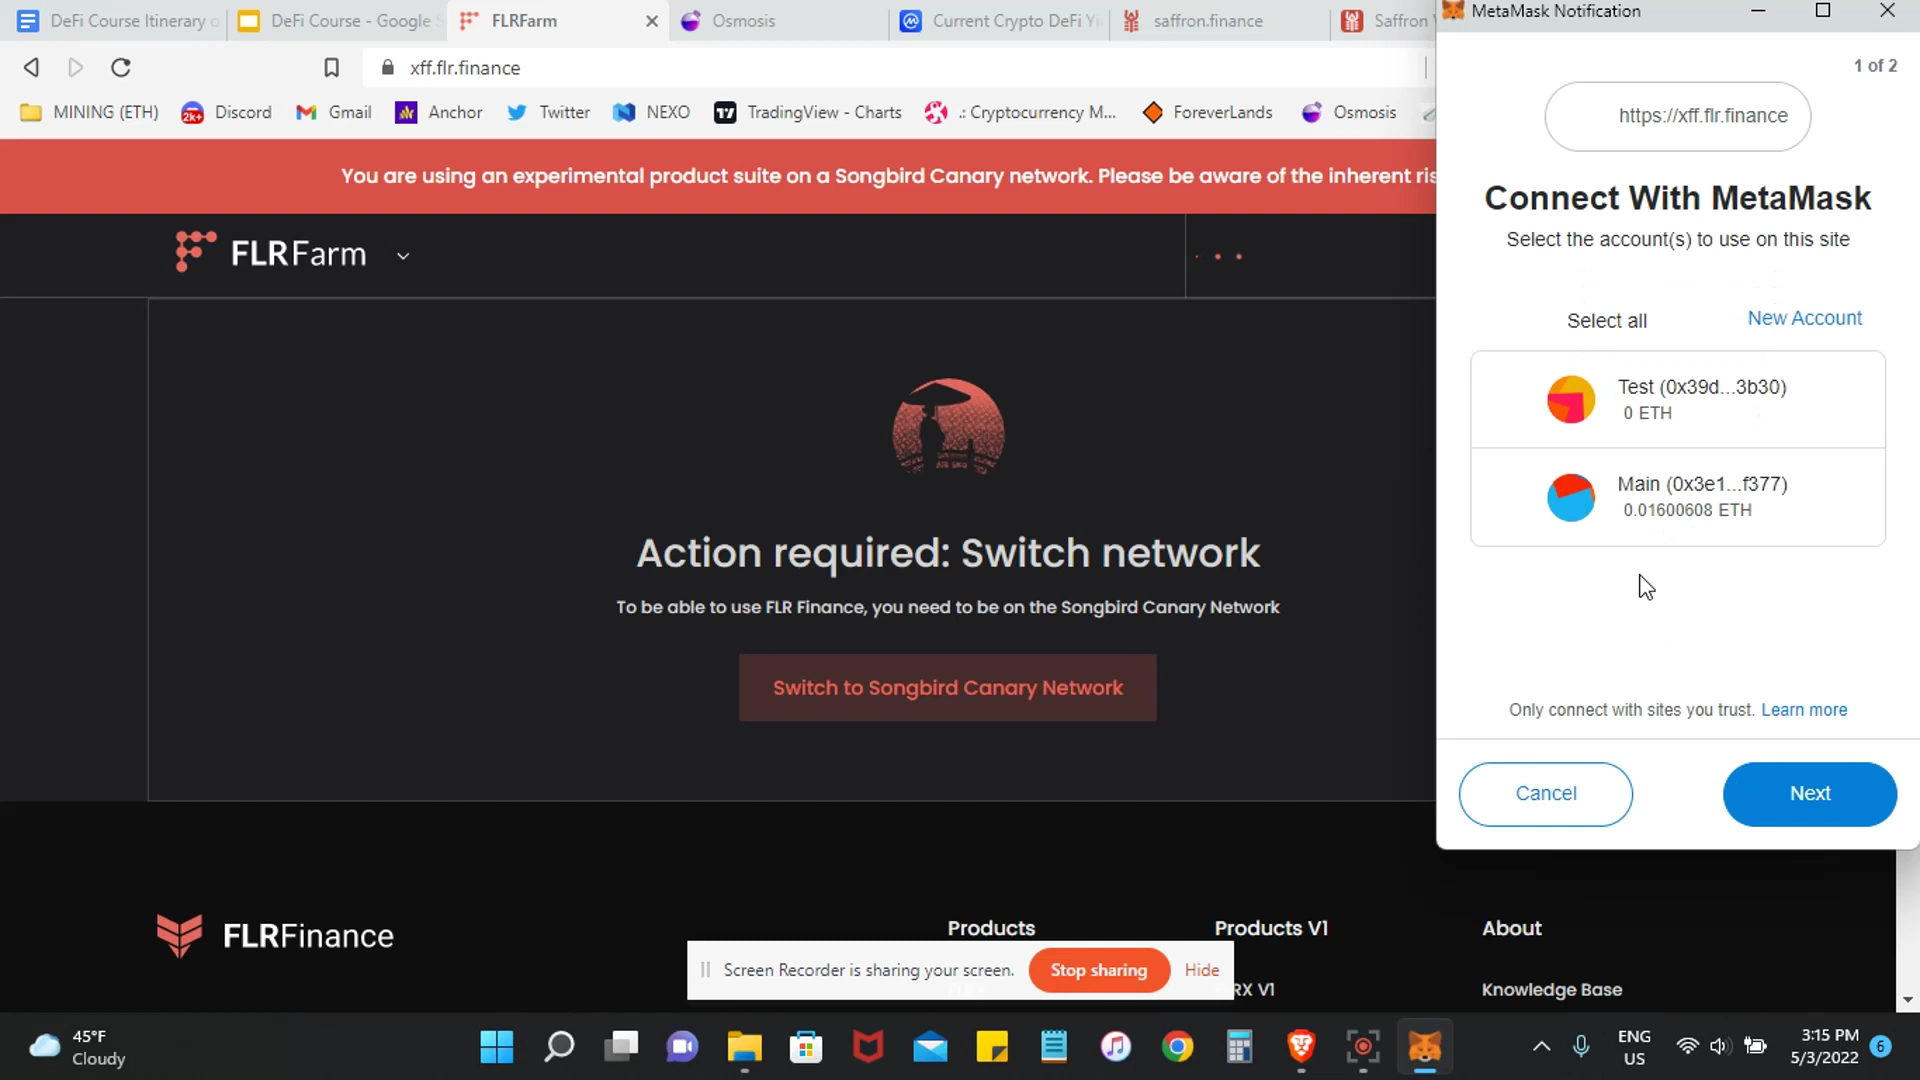 DeFi Course Itinerary
DeFi Course - Google
FLRFarm
Osmosis
Current Crypto DeFi
saffron.finance
Saffron
MetaMask Notification
xff.flr.finance
MINING (ETH)
Discord
Gmail
Anchor
Twitter
NEXO
TradingView - Charts
.: Cryptocurrency M...
ForeverLands
Osmosis
1 of 2
https://xff.flr.finance
You are using an experimental product suite on a Songbird Canary network. Please be aware of the inherent
Connect With MetaMask
Select the account(s) to use on this site
FLRFarm
Select all
New Account
Test (0x39d...3b30)
0 ETH
Main (0x3e1...f377)
0.01600608 ETH
Action required: Switch network
To be able to use FLR Finance, you need to be on the Songbird Canary Network
Switch to Songbird Canary Network
Only connect with sites you trust. Learn more
Cancel
Next
FLRFinance
Products
Products V1
About
RX V1
Knowledge Base
2k+
Screen Recorder is sharing your screen.
Stop sharing
Hide
45°F
Cloudy
ENG
US
3:15 PM
5/3/2022
6